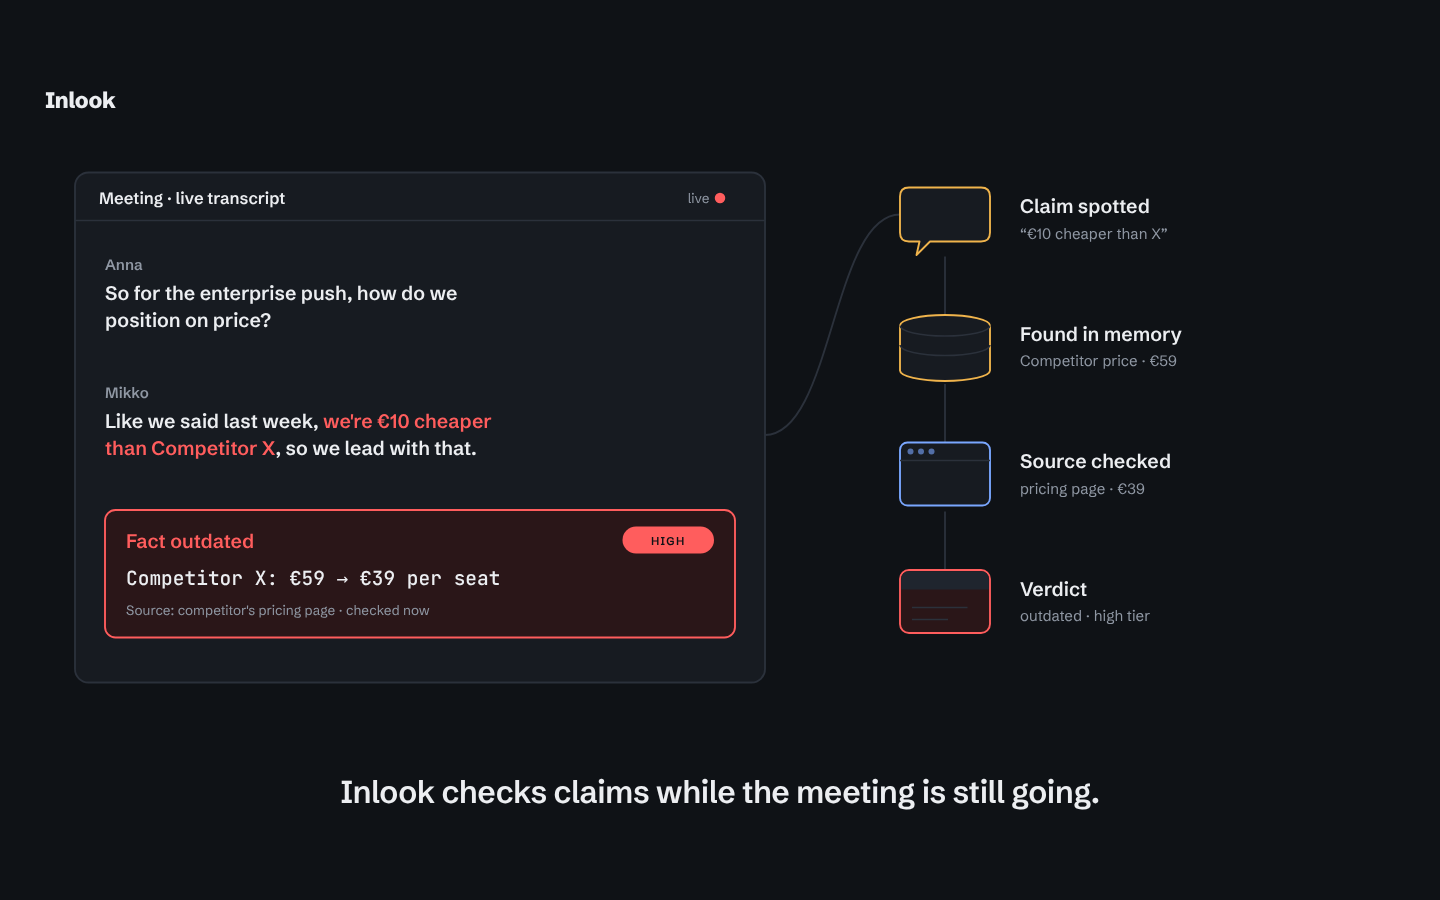 Inlook
Meeting · live transcript
live
Anna
So for the enterprise push, how do we
position on price?
Mikko
Like we said last week, we're €10 cheaper
than Competitor X, so we lead with that.
Fact outdated
HIGH
Competitor X: €59 → €39 per seat
Source: competitor's pricing page · checked now
Claim spotted
“€10 cheaper than X”
Found in memory
Competitor price · €59
Source checked
pricing page · €39
Verdict
outdated · high tier
Inlook checks claims while the meeting is still going.